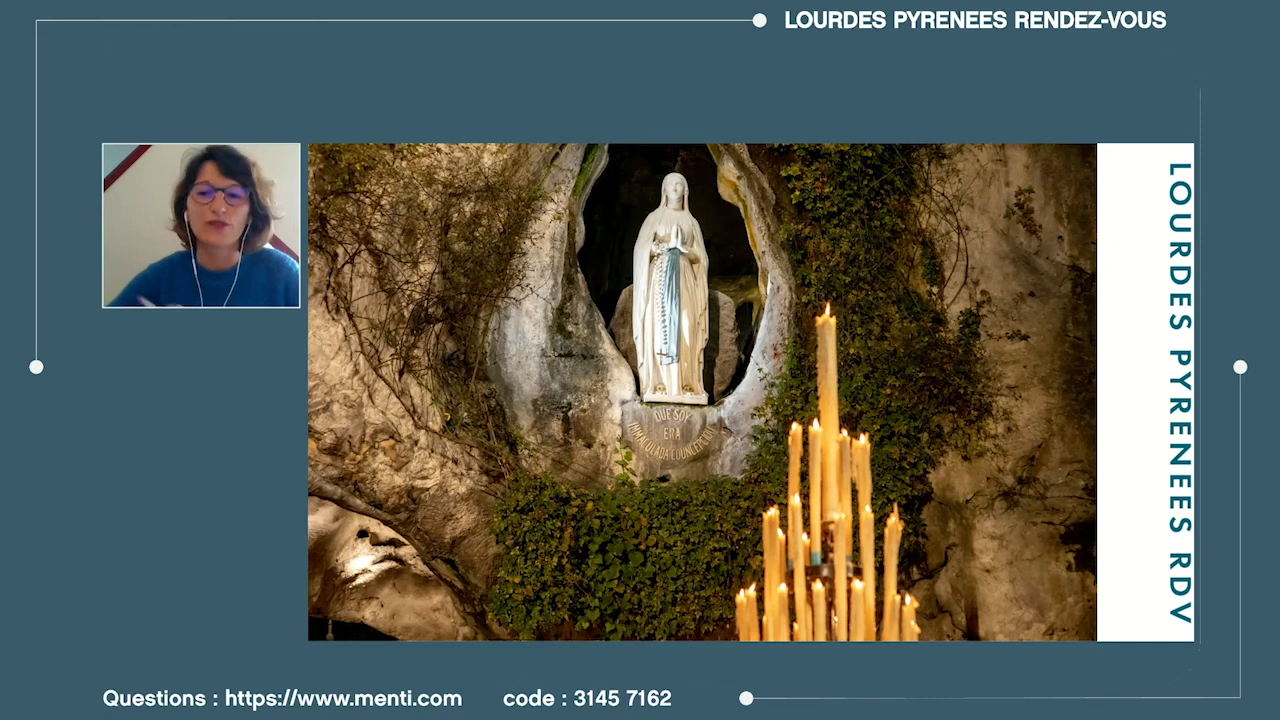 LOURDES PYRENEES RENDEZ-VOUS
LOURDES PYRENEES RDV
QUE SOY
ERA
IMMACULADA COUNCEPCIOU
Questions : https://www.menti.com code : 3145 7162